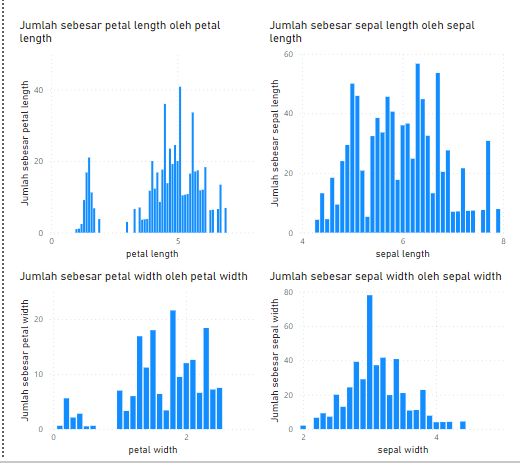 Jumlah sebesar petal length oleh petal
length
Jumlah sebesar petal length
40
20
0
0
5
petal length
Jumlah sebesar sepal length oleh sepal
length
Jumlah sebesar sepal length
60
40
20
0
4
6
8
sepal length
Jumlah sebesar petal width oleh petal width
Jumlah sebesar petal width
20
10
0
0
2
petal width
Jumlah sebesar sepal width oleh sepal width
Jumlah sebesar sepal width
80
60
40
20
0
2
4
sepal width